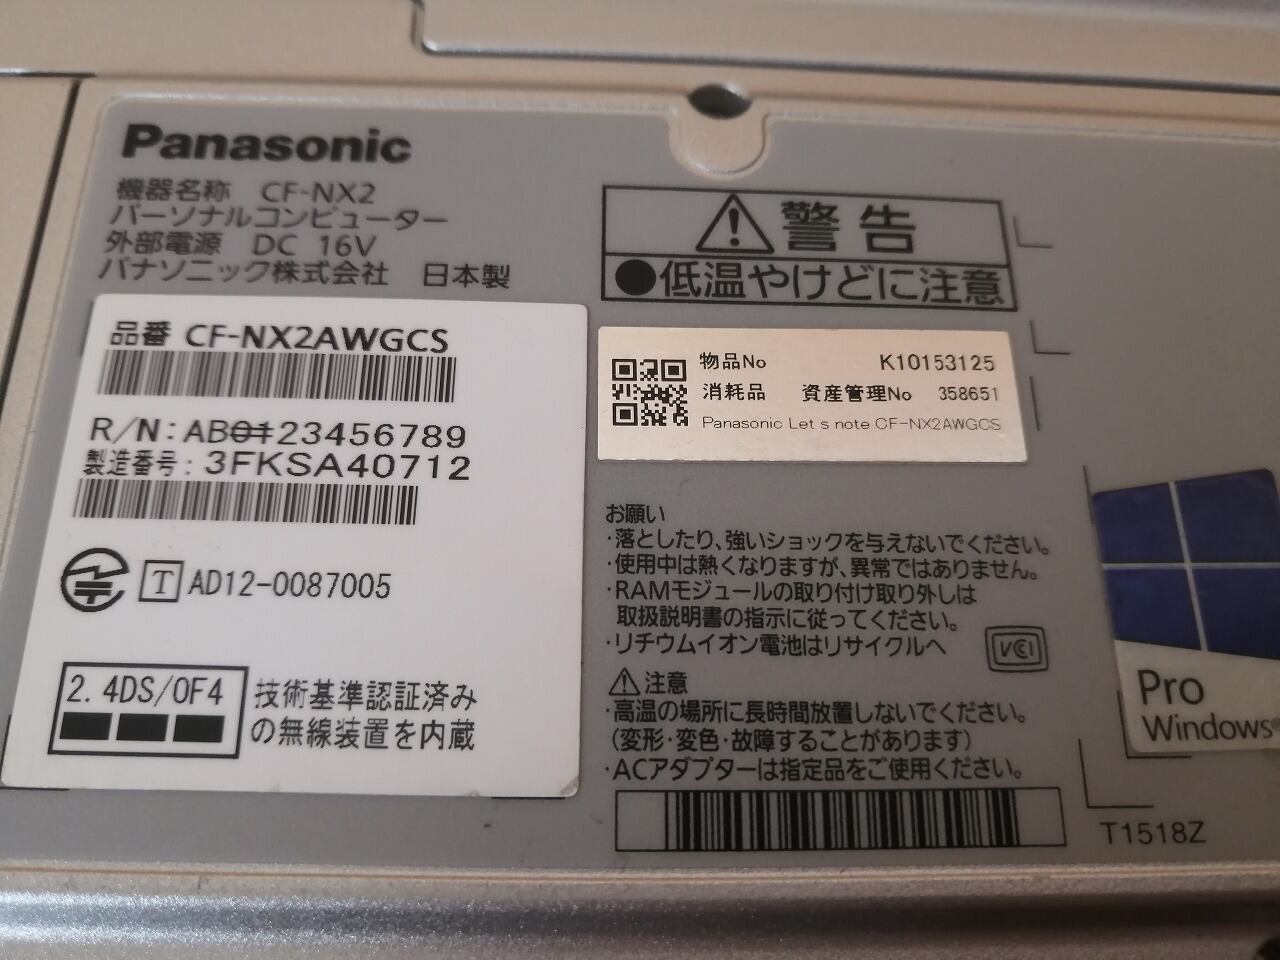 Panasonic
機器名称 CF-NX2
パーソナルコンピューター
外部電源 DC 16V
パナソニック株式会社 日本製
品番 CF-NX2AWGCS
R/N: AB0123456789
製造番号: 3FKSA40712
T AD12-0087005
2.4DS/OF4
技術基準認証済み
の無線装置を内蔵
警告
●低温やけどに注意
物品No K10153125
消耗品 資産管理No 358651
Panasonic Let s note CF-NX2AWGCS
お願い
・落としたり、強いショックを与えないでください。
・使用中は熱くなりますが、異常ではありません。
・RAMモジュールの取り付け取り外しは
取扱説明書の指示に従ってください。
・リチウムイオン電池はリサイクルへ
VCI
注意
・高温の場所に長時間放置しないでください。
(変形・変色・故障することがあります)
・ACアダプターは指定品をご使用ください。
Pro
Windows®
T1518Z